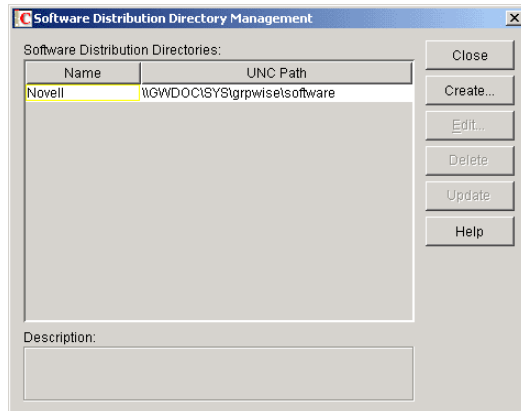 Software Distribution Directory Management
Software Distribution Directories:
Name UNC Path
Novell \\GWDOC\SYS\grpwise\software
Close
Create...
Edit...
Delete
Update
Help
Description: